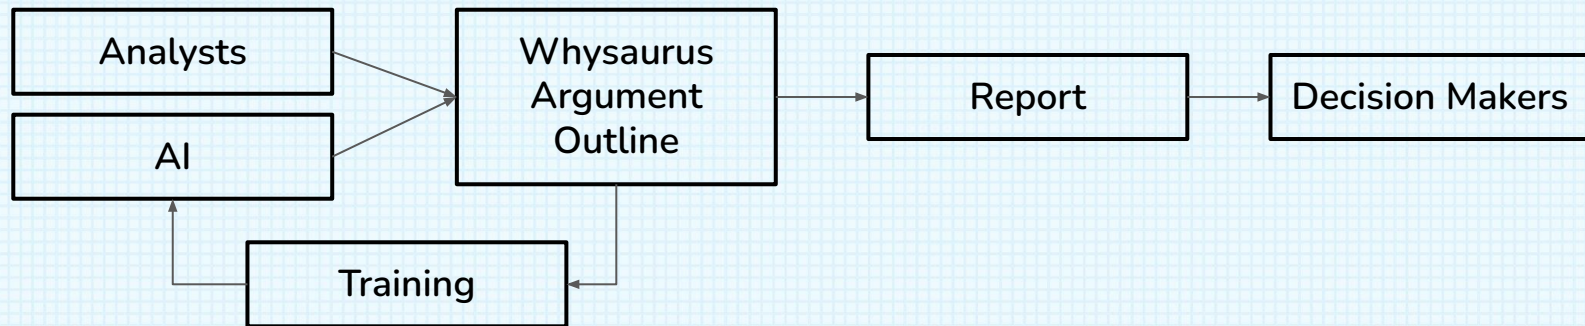 Analysts
Whysaurus
Argument
Outline
AI
Report
Decision Makers
Training